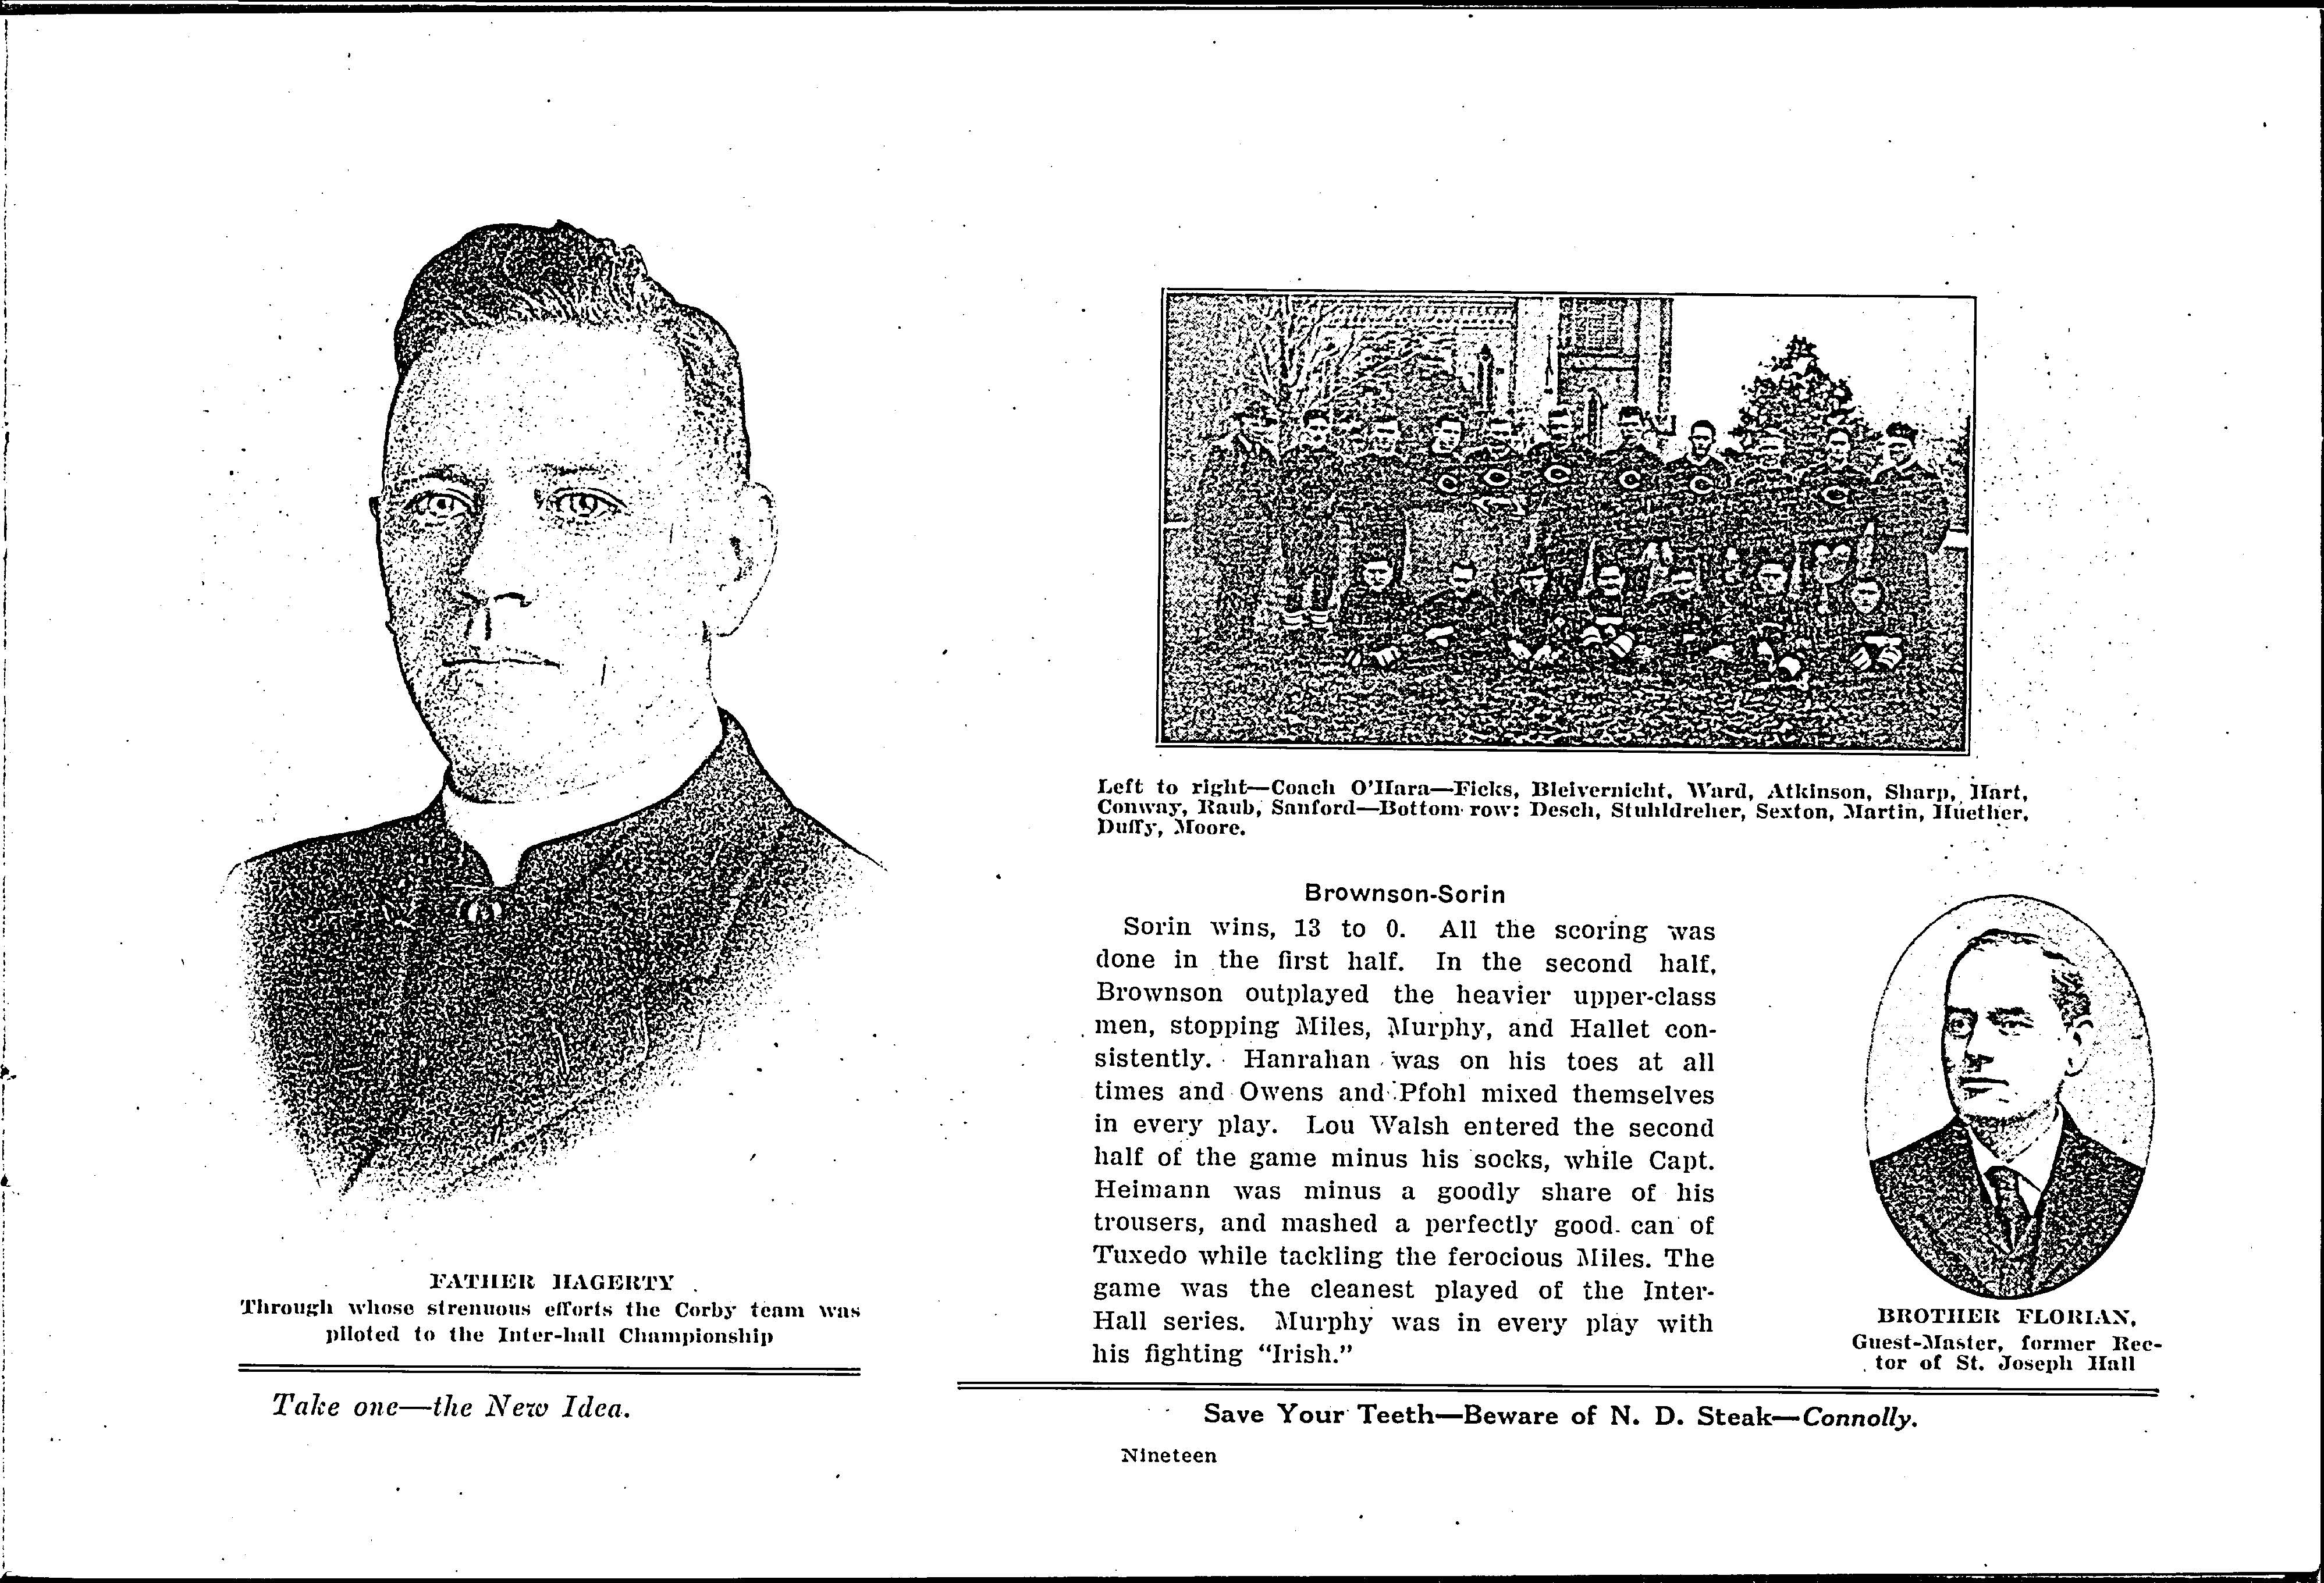 FATHER HAGERTY
Through whose strenuous efforts the Corby team was
piloted to the Inter-hall Championship
Take one—the New Idea.
Left to right—Coach O'Hara—Ficks, Bleivernicht, Ward, Atkinson, Sharp, Hart,
Conway, Raub, Sanford—Bottom row: Desch, Stuhldreher, Sexton, Martin, Huether,
Duffy, Moore.
Brownson-Sorin
Sorin wins, 13 to 0. All the scoring was
done in the first half. In the second half,
Brownson outplayed the heavier upper-class
men, stopping Miles, Murphy, and Hallet con-
sistently. Hanrahan was on his toes at all
times and Owens and Pfohl mixed themselves
in every play. Lou Walsh entered the second
half of the game minus his socks, while Capt.
Heimann was minus a goodly share of his
trousers, and mashed a perfectly good can of
Tuxedo while tackling the ferocious Miles. The
game was the cleanest played of the Inter-
Hall series. Murphy was in every play with
his fighting "Irish."
BROTHER FLORIAN,
Guest-Master, former Rec-
tor of St. Joseph Hall
Save Your Teeth—Beware of N. D. Steak—Connolly.
Nineteen